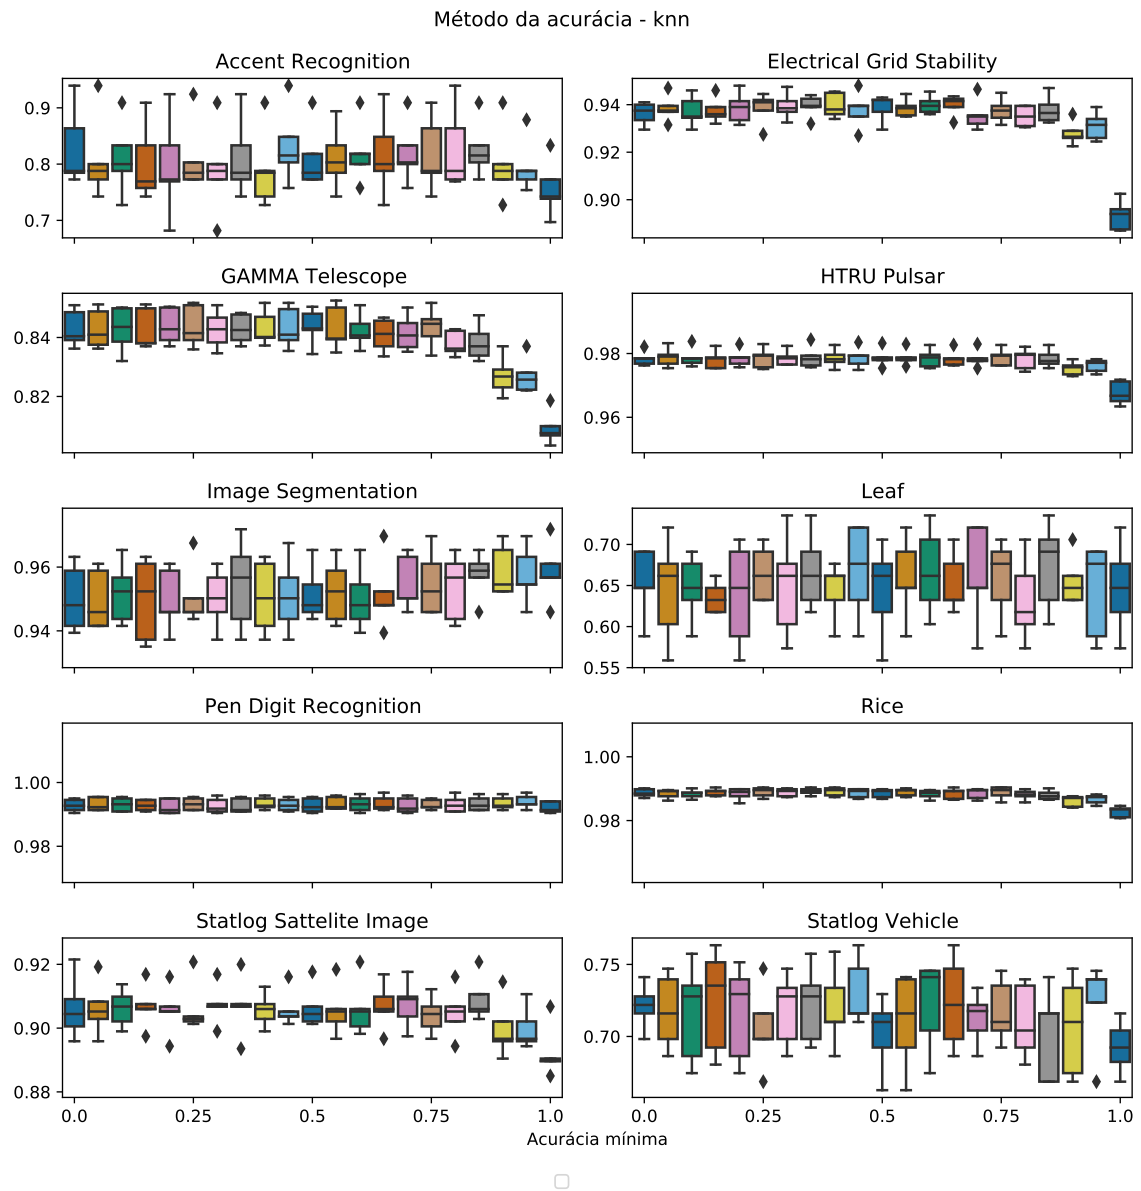 Método da acurácia - knn
Accent Recognition
Electrical Grid Stability
0.9
0.8
0.7
0.94
0.92
0.90
GAMMA Telescope
HTRU Pulsar
0.84
0.82
0.98
0.96
Image Segmentation
Leaf
0.96
0.94
0.70
0.65
0.60
0.55
Pen Digit Recognition
Rice
1.00
0.98
1.00
0.98
Statlog Sattelite Image
Statlog Vehicle
0.92
0.90
0.88
0.75
0.70
0.0 0.25 0.5 0.75 1.0
0.0 0.25 0.5 0.75 1.0
Acurácia mínima